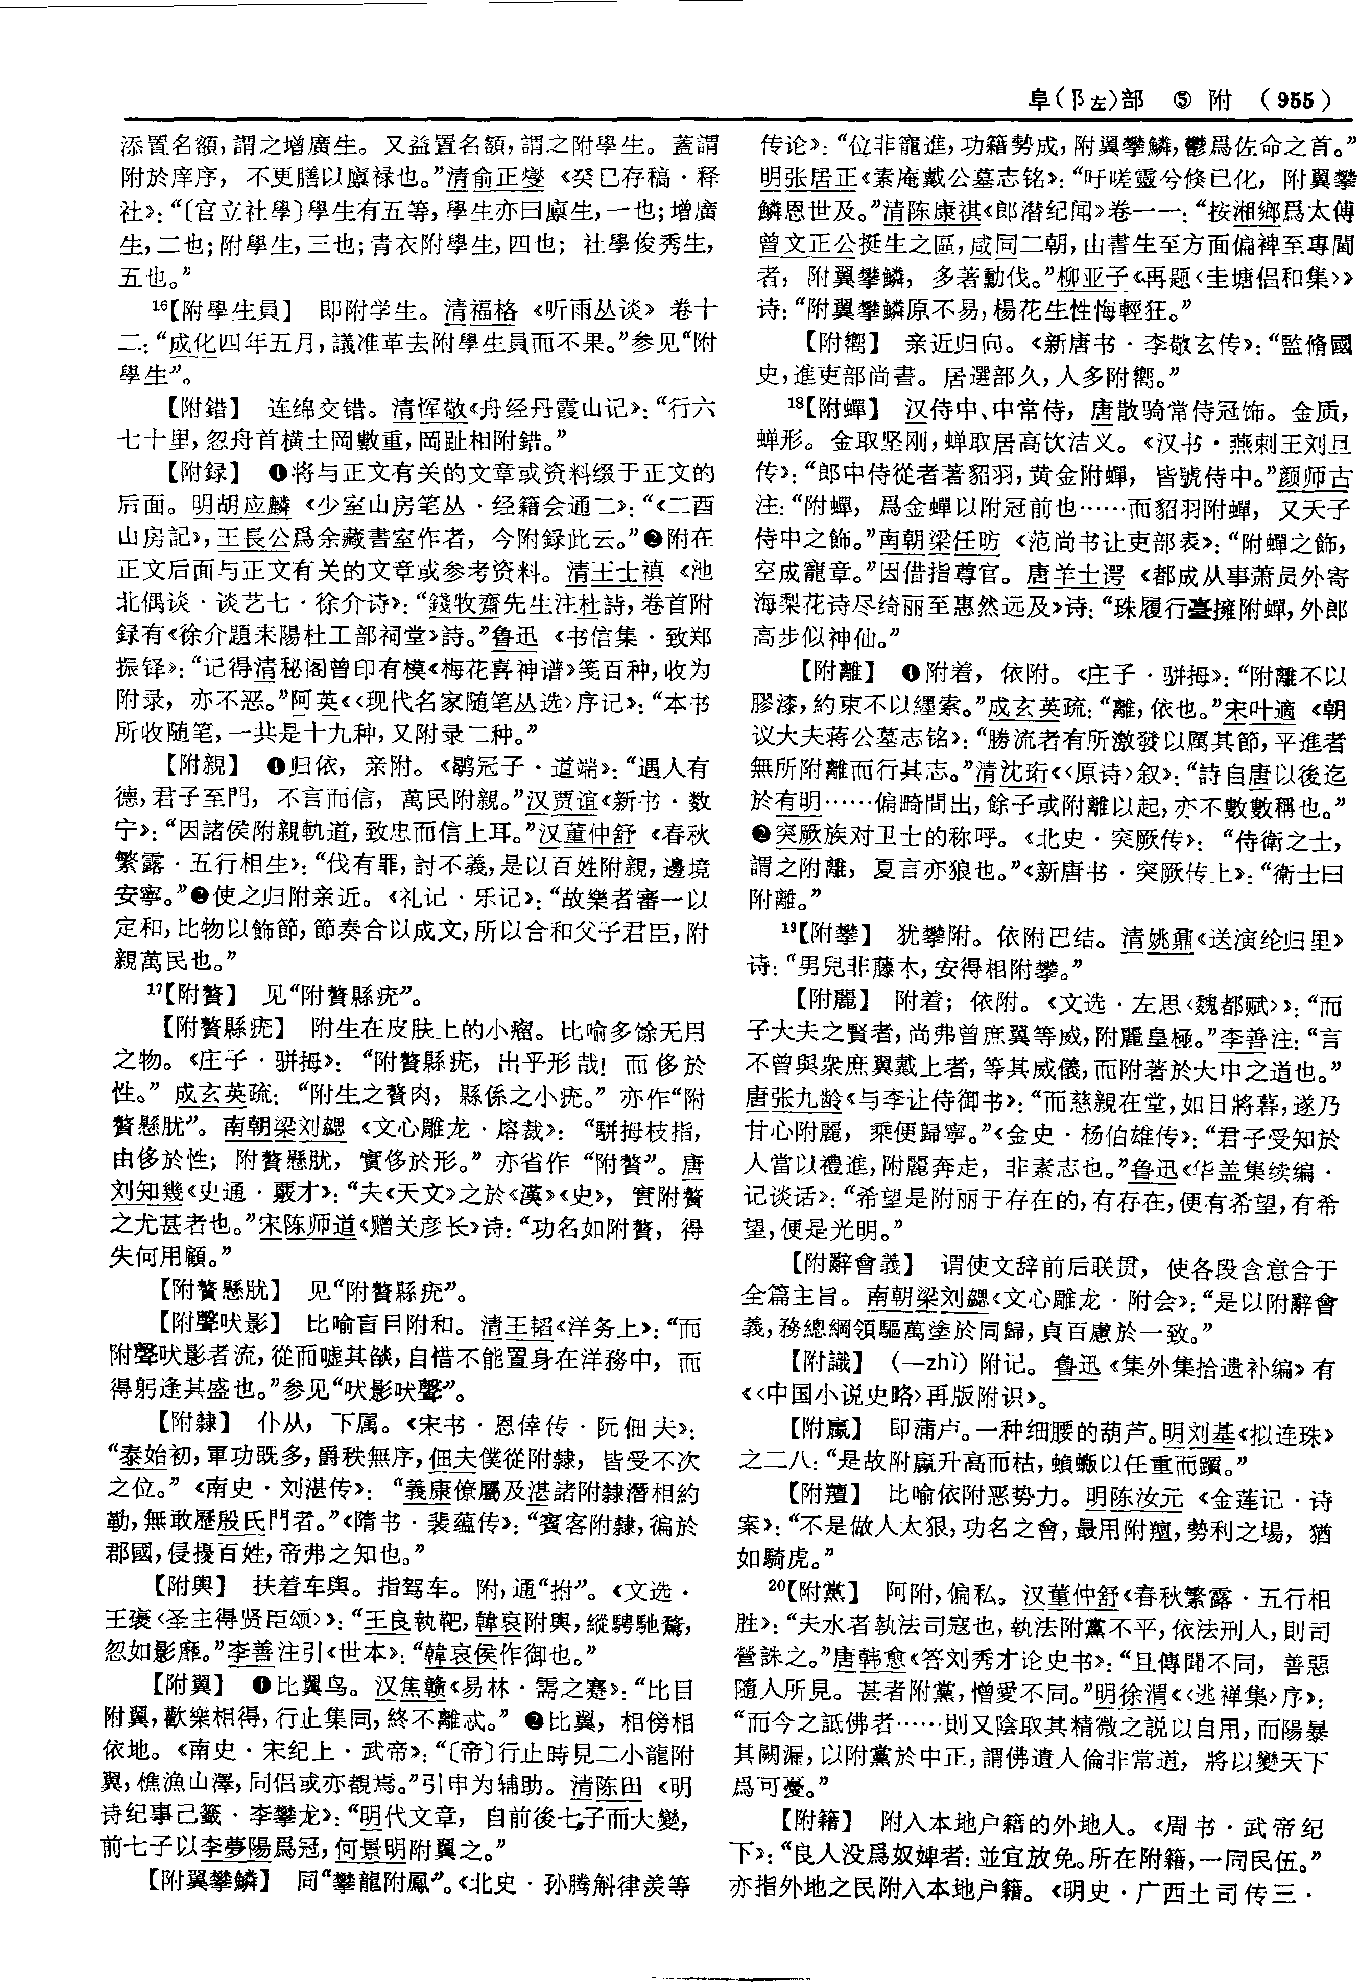 阜(阝左)部 ⑤ 附 (955)
添置名額，謂之增廣生。又益置名額，謂之附學生。蓋謂
附於庠序，不更膳以廪禄也。”清俞正燮《癸巳存稿·释
社》：“〔官立社學〕學生有五等，學生亦曰廪生，一也；增廣
生，二也；附學生，三也；青衣附學生，四也；社學俊秀生，
五也。”
¹⁶【附學生員】 即附学生。清福格《听雨丛谈》卷十
二：“成化四年五月，議准革去附學生員而不果。”参见“附
學生”。
【附錯】 连绵交错。清恽敬《舟经丹霞山记》：“行六
七十里，忽舟首横土岡數重，岡趾相附錯。”
【附録】 ❶将与正文有关的文章或资料缀于正文的
后面。明胡应麟《少室山房笔丛·经籍会通二》：“《二酉
山房記》，王長公爲余藏書室作者，今附録此云。”❷附在
正文后面与正文有关的文章或参考资料。清王士禛《池
北偶谈·谈艺七·徐介诗》：“錢牧齋先生注杜詩，卷首附
録有《徐介題耒陽杜工部祠堂》詩。”鲁迅《书信集·致郑
振铎》：“记得清秘阁曾印有模《梅花喜神谱》笺百种，收为
附录，亦不恶。”阿英《〈现代名家随笔丛选〉序记》：“本书
所收随笔，一共是十九种，又附录二种。”
【附親】 ❶归依，亲附。《鹖冠子·道端》：“遇人有
德，君子至門，不言而信，萬民附親。”汉贾谊《新书·数
宁》：“因諸侯附親軌道，致忠而信上耳。”汉董仲舒《春秋
繁露·五行相生》：“伐有罪，討不義，是以百姓附親，邊境
安寧。”❷使之归附亲近。《礼记·乐记》：“故樂者審一以
定和，比物以飾節，節奏合以成文，所以合和父子君臣，附
親萬民也。”
¹⁷【附贅】 见“附贅縣疣”。
【附贅縣疣】 附生在皮肤上的小瘤。比喻多馀无用
之物。《庄子·骈拇》：“附贅縣疣，出乎形哉！而侈於
性。”成玄英疏：“附生之贅肉，縣係之小疣。”亦作“附
贅懸肬”。南朝梁刘勰《文心雕龙·熔裁》：“駢拇枝指，
由侈於性；附贅懸肬，實侈於形。”亦省作“附贅”。唐
刘知幾《史通·覈才》：“夫《天文》之於《漢》《史》，實附贅
之尤甚者也。”宋陈师道《赠关彦长》诗：“功名如附贅，得
失何用顧。”
【附贅懸肬】 见“附贅縣疣”。
【附聲吠影】 比喻盲目附和。清王韬《洋务上》：“而
附聲吠影者流，從而噓其燄，自惜不能置身在洋務中，而
得躬逢其盛也。”参见“吠影吠聲”。
【附隸】 仆从，下属。《宋书·恩倖传·阮佃夫》：
“泰始初，軍功既多，爵秩無序，佃夫僕從附隸，皆受不次
之位。”《南史·刘湛传》：“義康僚屬及湛諸附隸潛相約
勒，無敢歷殷氏門者。”《隋书·裴蕴传》：“賓客附隸，徧於
郡國，侵擾百姓，帝弗之知也。”
【附輿】 扶着车舆。指驾车。附，通“拊”。《文选·
王褒〈圣主得贤臣颂〉》：“王良執靶，韓哀附輿，縱騁馳騖，
忽如影靡。”李善注引《世本》：“韓哀侯作御也。”
【附翼】 ❶比翼鸟。汉焦赣《易林·需之蹇》：“比目
附翼，歡樂相得，行止集同，終不離忒。”❷比翼，相傍相
依地。《南史·宋纪上·武帝》：“〔帝〕行止時見二小龍附
翼，樵漁山澤，同侣或亦覩焉。”引申为辅助。清陈田《明
诗纪事己籤·李攀龙》：“明代文章，自前後七子而大變，
前七子以李夢陽爲冠，何景明附翼之。”
【附翼攀鱗】 同“攀龍附鳳”。《北史·孙腾斛律羡等
传论》：“位非寵進，功籍勢成，附翼攀鱗，鬱爲佐命之首。”
明张居正《素庵戴公墓志铭》：“吁嗟靈兮倏已化，附翼攀
鱗恩世及。”清陈康祺《郎潜纪闻》卷一一：“按湘鄉爲太傅
曾文正公挺生之區，咸同二朝，由書生至方面偏裨至專閫
者，附翼攀鱗，多著勳伐。”柳亚子《再题〈圭塘侣和集〉》
诗：“附翼攀鱗原不易，楊花生性悔輕狂。”
【附嚮】 亲近归向。《新唐书·李敬玄传》：“監脩國
史，進吏部尚書。居選部久，人多附嚮。”
¹⁸【附蟬】 汉侍中、中常侍，唐散骑常侍冠饰。金质，
蝉形。金取坚刚，蝉取居高饮洁义。《汉书·燕剌王刘旦
传》：“郎中侍從者著貂羽，黄金附蟬，皆號侍中。”颜师古
注：“附蟬，爲金蟬以附冠前也……而貂羽附蟬，又天子
侍中之飾。”南朝梁任昉《范尚书让吏部表》：“附蟬之飾，
空成寵章。”因借指尊官。唐羊士谔《都成从事萧员外寄
海梨花诗尽绮丽至惠然远及》诗：“珠履行臺擁附蟬，外郎
高步似神仙。”
【附離】 ❶附着，依附。《庄子·骈拇》：“附離不以
膠漆，約束不以纆索。”成玄英疏：“離，依也。”宋叶適《朝
议大夫蒋公墓志铭》：“勝流者有所激發以厲其節，平進者
無所附離而行其志。”清沈珩《〈原诗〉叙》：“詩自唐以後迄
於有明……偏畸間出，餘子或附離以起，亦不數數稱也。”
❷突厥族对卫士的称呼。《北史·突厥传》：“侍衛之士，
謂之附離，夏言亦狼也。”《新唐书·突厥传上》：“衛士曰
附離。”
¹⁹【附攀】 犹攀附。依附巴结。清姚鼐《送演纶归里》
诗：“男兒非藤木，安得相附攀。”
【附麗】 附着；依附。《文选·左思〈魏都赋〉》：“而
子大夫之賢者，尚弗曾庶翼等威，附麗皇極。”李善注：“言
不曾與衆庶翼戴上者，等其威儀，而附著於大中之道也。”
唐张九龄《与李让侍御书》：“而慈親在堂，如日將暮，遂乃
甘心附麗，乘便歸寧。”《金史·杨伯雄传》：“君子受知於
人當以禮進，附麗奔走，非素志也。”鲁迅《华盖集续编·
记谈话》：“希望是附丽于存在的，有存在，便有希望，有希
望，便是光明。”
【附辭會義】 谓使文辞前后联贯，使各段含意合于
全篇主旨。南朝梁刘勰《文心雕龙·附会》：“是以附辭會
義，務總綱領驅萬塗於同歸，貞百慮於一致。”
【附識】 (—zhì) 附记。鲁迅《集外集拾遗补编》有
《〈中国小说史略〉再版附识》。
【附蠃】 即蒲卢。一种细腰的葫芦。明刘基《拟连珠》
之二八：“是故附蠃升高而枯，蝜蝂以任重而躓。”
【附羶】 比喻依附恶势力。明陈汝元《金莲记·诗
案》：“不是做人太狠，功名之會，最用附羶，勢利之場，猶
如騎虎。”
²⁰【附黨】 阿附，偏私。汉董仲舒《春秋繁露·五行相
胜》：“夫水者執法司寇也，執法附黨不平，依法刑人，則司
營誅之。”唐韩愈《答刘秀才论史书》：“且傳聞不同，善惡
隨人所見。甚者附黨，憎愛不同。”明徐渭《〈逃禅集〉序》：
“而今之詆佛者……則又陰取其精微之説以自用，而陽暴
其闕漏，以附黨於中正，謂佛遺人倫非常道，將以變天下
爲可憂。”
【附籍】 附入本地户籍的外地人。《周书·武帝纪
下》：“良人没爲奴婢者：並宜放免。所在附籍，一同民伍。”
亦指外地之民附入本地户籍。《明史·广西土司传三·